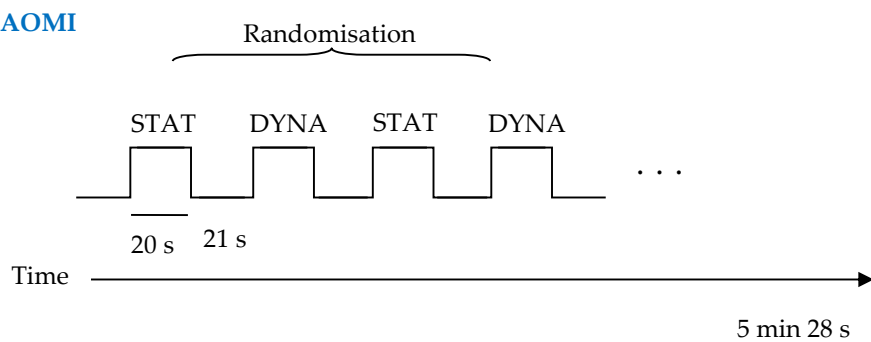 AOMI
Randomisation
STAT DYNA STAT DYNA
. . .
20 s 21 s
Time
5 min 28 s